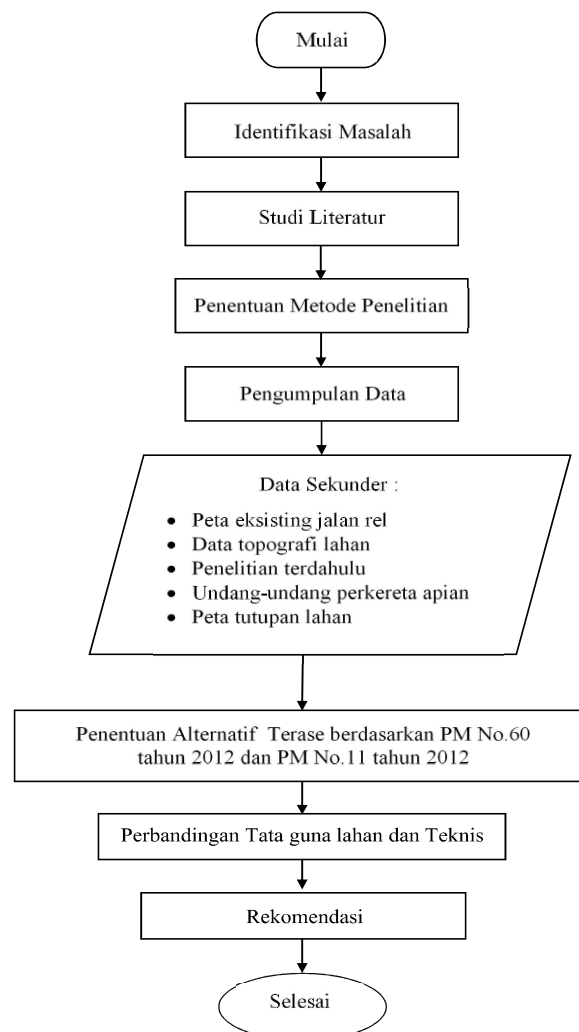 Mulai
Identifikasi Masalah
Studi Literatur
Penentuan Metode Penelitian
Pengumpulan Data
Data Sekunder :
• Peta eksisting jalan rel
• Data topografi lahan
• Penelitian terdahulu
• Undang-undang perkereta apian
• Peta tutupan lahan
Penentuan Alternatif Terase berdasarkan PM No.60
tahun 2012 dan PM No.11 tahun 2012
Perbandingan Tata guna lahan dan Teknis
Rekomendasi
Selesai